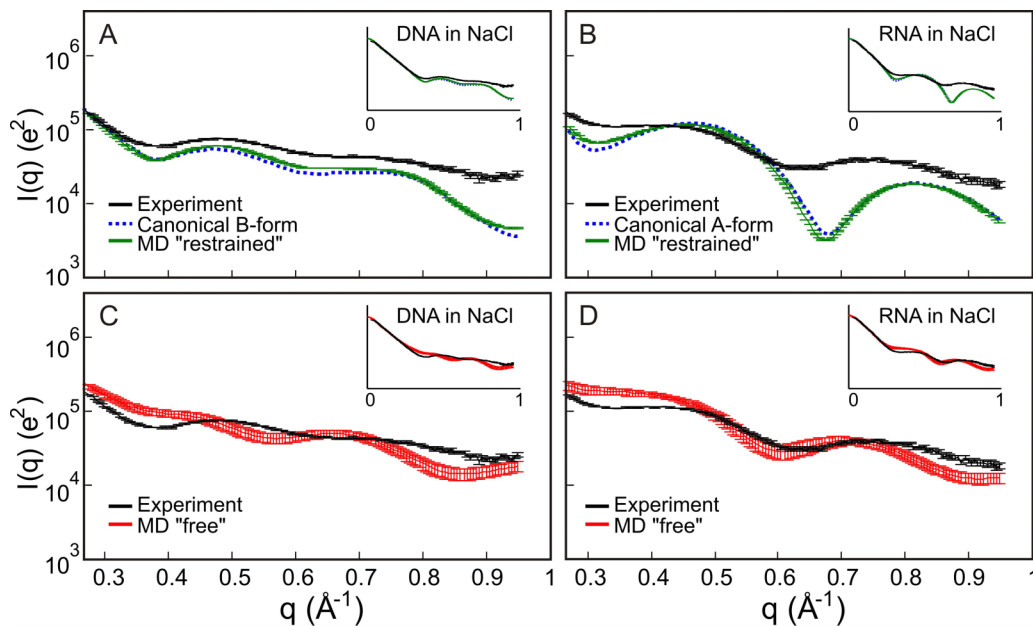 A
DNA in NaCl
0 1
10^6
10^5
10^4
10^3
I(q) (e^2)
Experiment
Canonical B-form
MD "restrained"
B
RNA in NaCl
0 1
Experiment
Canonical A-form
MD "restrained"
C
DNA in NaCl
0 1
10^6
10^5
10^4
10^3
I(q) (e^2)
Experiment
MD "free"
0.3 0.4 0.5 0.6 0.7 0.8 0.9 1
q (Å^-1)
D
RNA in NaCl
0 1
Experiment
MD "free"
0.3 0.4 0.5 0.6 0.7 0.8 0.9 1
q (Å^-1)